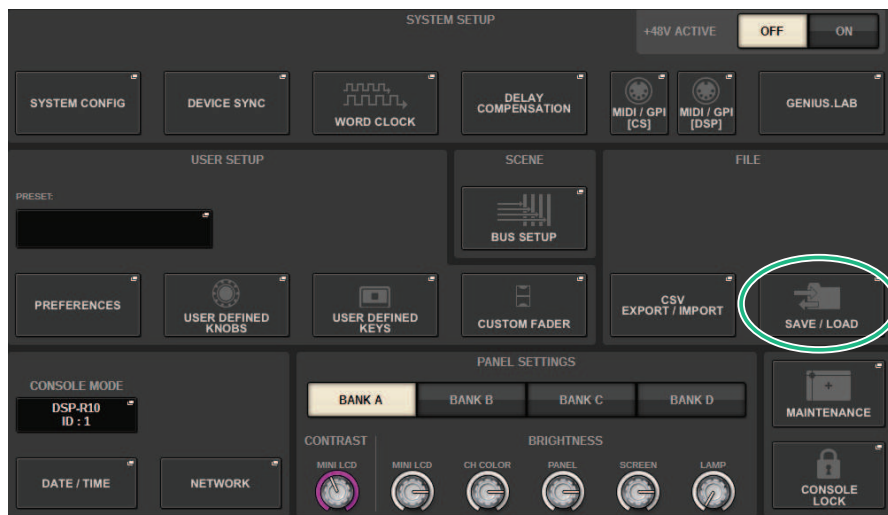 SYSTEM SETUP
+48V ACTIVE
OFF
ON
SYSTEM CONFIG
DEVICE SYNC
WORD CLOCK
DELAY
COMPENSATION
MIDI / GPI
[CS]
MIDI / GPI
[DSP]
GENIUS.LAB
USER SETUP
SCENE
FILE
PRESET:
BUS SETUP
PREFERENCES
USER DEFINED
KNOBS
USER DEFINED
KEYS
CUSTOM FADER
CSV
EXPORT / IMPORT
SAVE / LOAD
CONSOLE MODE
DSP-R10
ID : 1
DATE / TIME
NETWORK
PANEL SETTINGS
BANK A
BANK B
BANK C
BANK D
CONTRAST
BRIGHTNESS
MINI LCD
MINI LCD
CH COLOR
PANEL
SCREEN
LAMP
MAINTENANCE
CONSOLE
LOCK